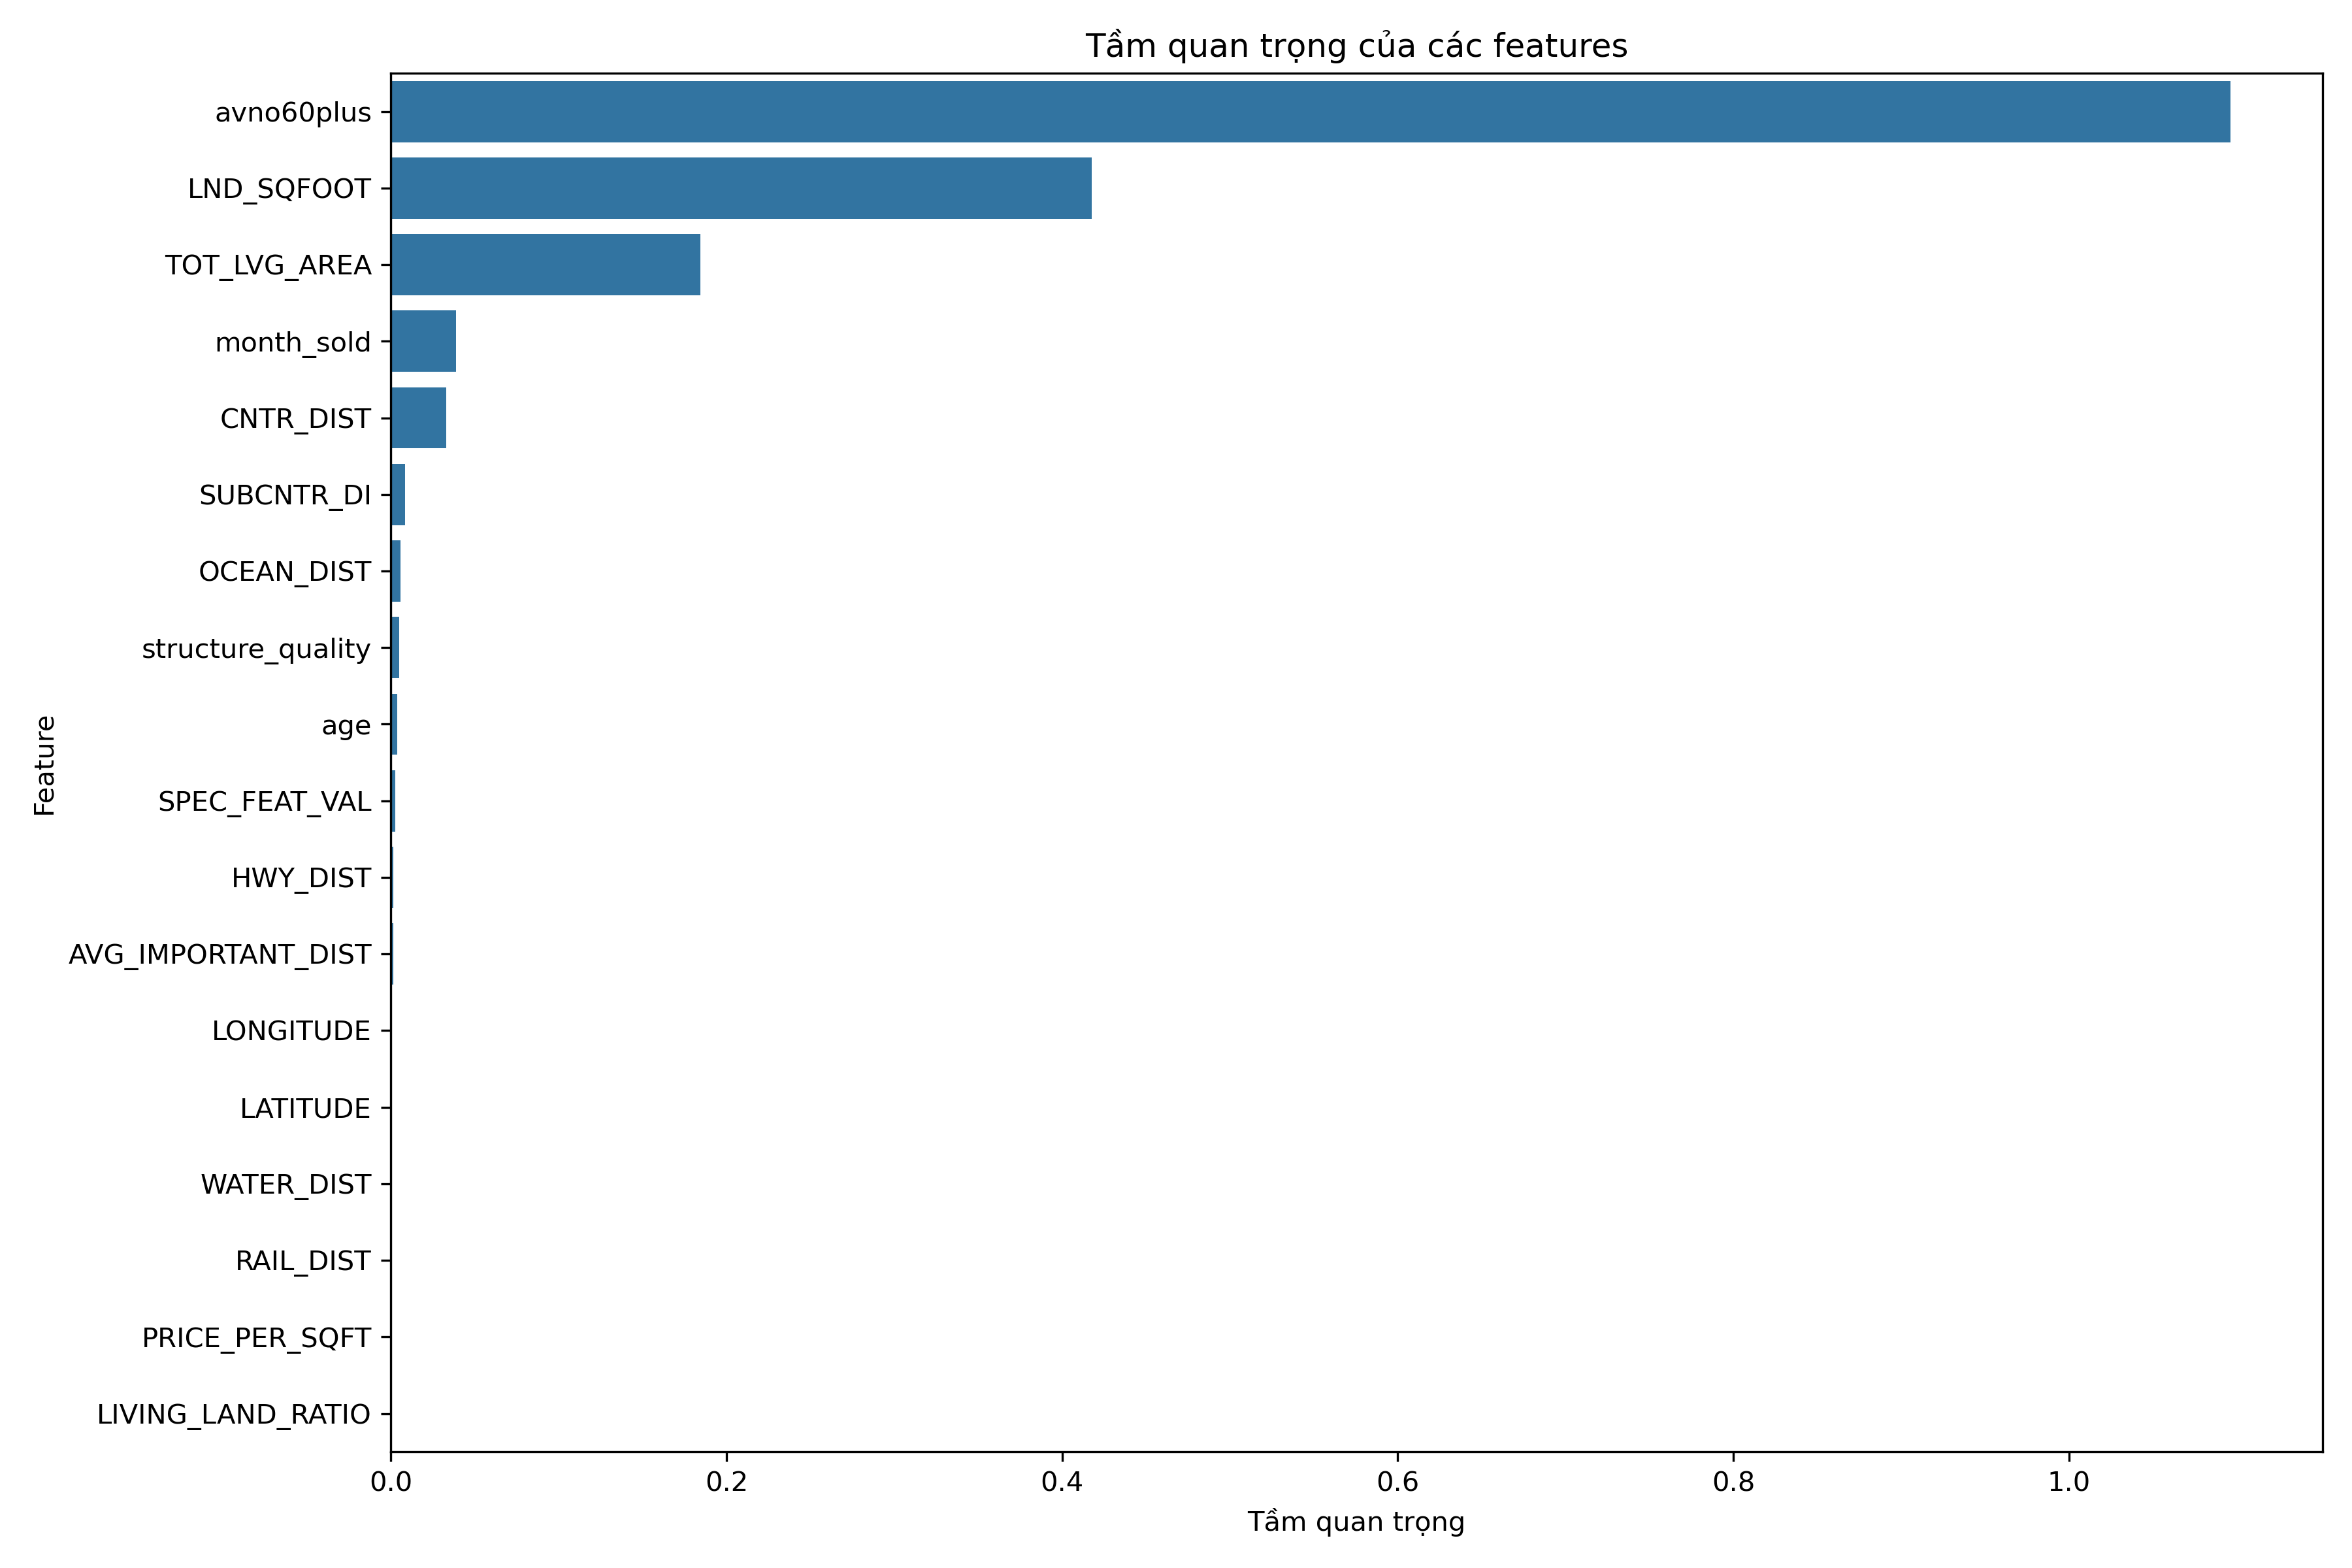 Tầm quan trọng của các features
avno60plus
LND_SQFOOT
TOT_LVG_AREA
month_sold
CNTR_DIST
SUBCNTR_DI
OCEAN_DIST
structure_quality
age
SPEC_FEAT_VAL
HWY_DIST
AVG_IMPORTANT_DIST
LONGITUDE
LATITUDE
WATER_DIST
RAIL_DIST
PRICE_PER_SQFT
LIVING_LAND_RATIO
Feature
0.0 0.2 0.4 0.6 0.8 1.0
Tầm quan trọng